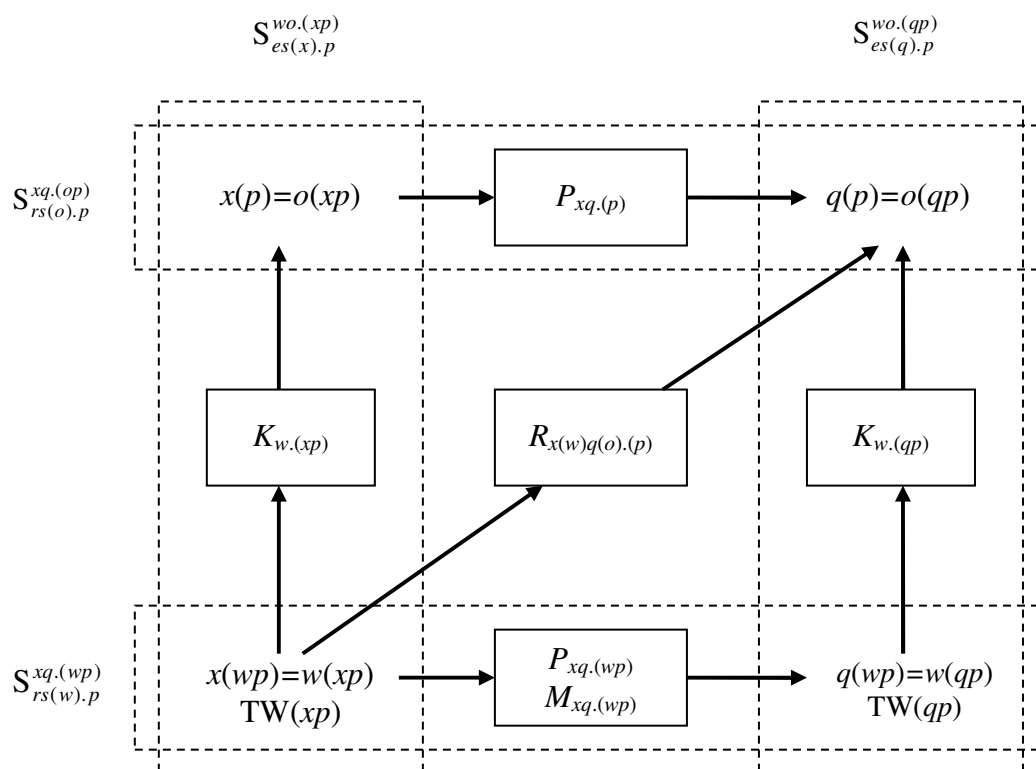 S^{wo.(xp)}_{es(x).p}
S^{wo.(qp)}_{es(q).p}
S^{xq.(op)}_{rs(o).p}
x(p)=o(xp)
P_{xq.(p)}
q(p)=o(qp)
K_{w.(xp)}
R_{x(w)q(o).(p)}
K_{w.(qp)}
S^{xq.(wp)}_{rs(w).p}
x(wp)=w(xp)
TW(xp)
P_{xq.(wp)}
M_{xq.(wp)}
q(wp)=w(qp)
TW(qp)